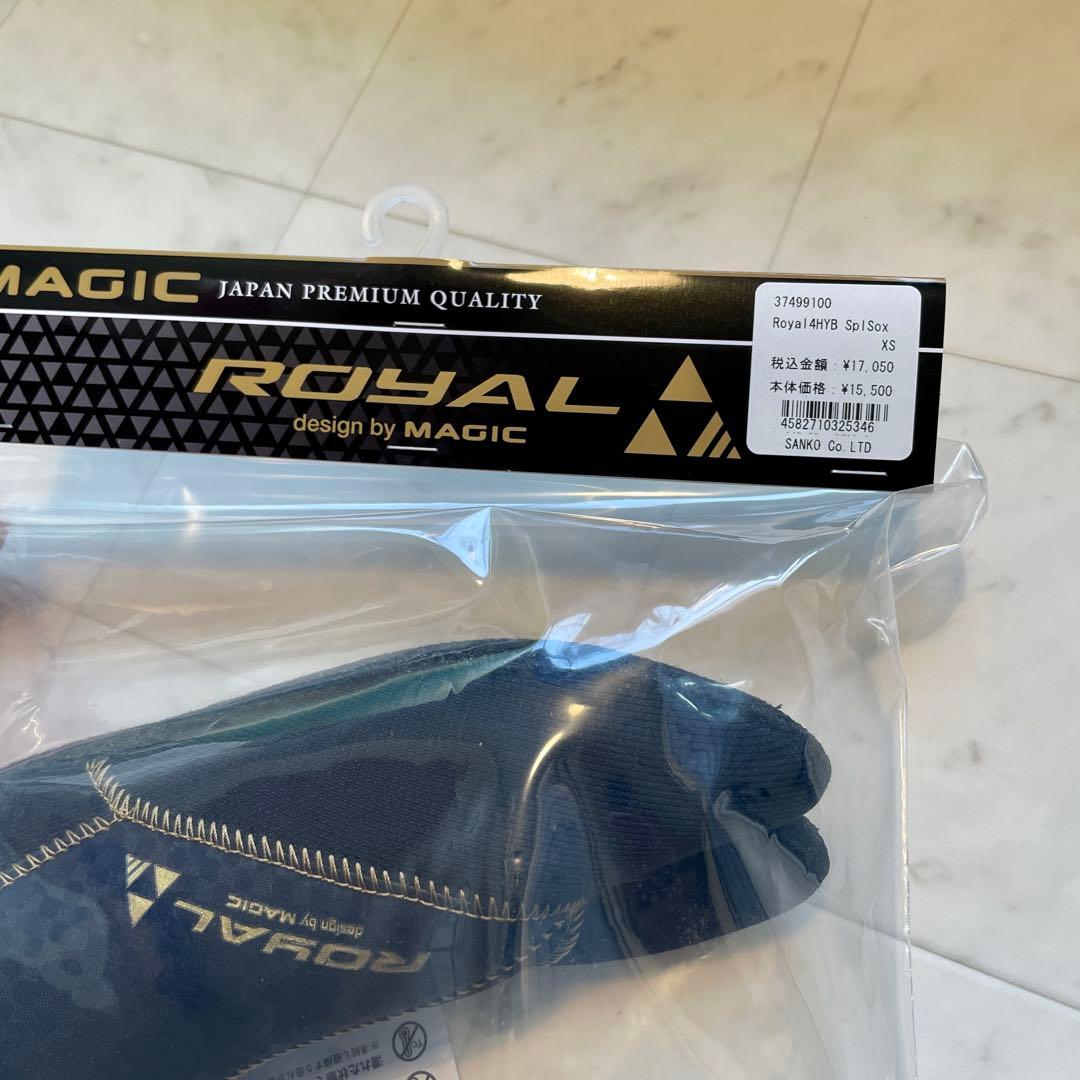 MAGIC JAPAN PREMIUM QUALITY
ROYAL
design by MAGIC
37499100
Royal4HYB SplSox
XS
税込金額:¥17,050
本体価格:¥15,500
4582710325346
SANKO Co.LTD
ROYAL
design by MAGIC